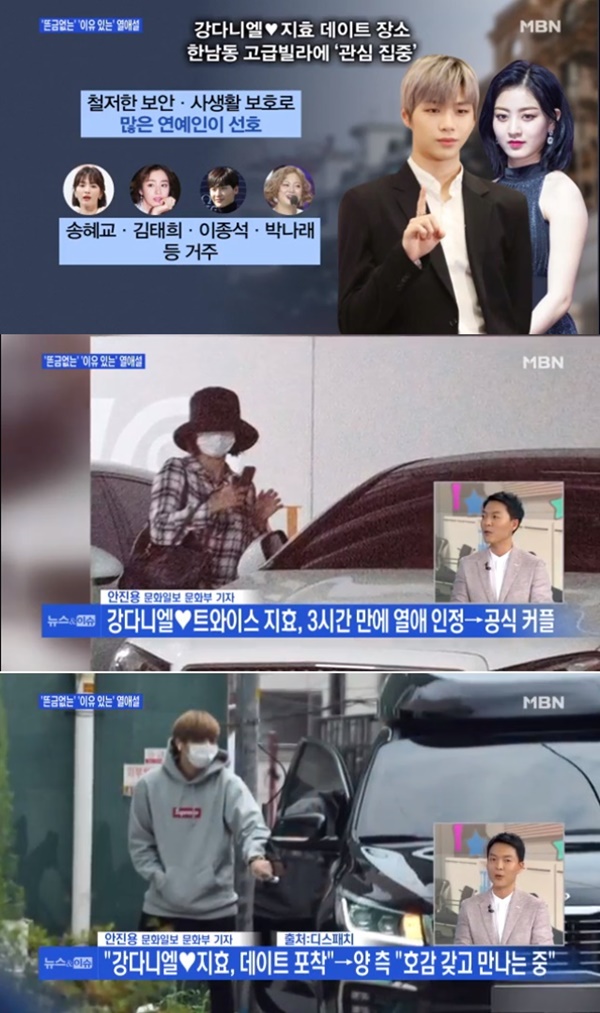 '뜬금없는' '이유 있는' 열애설
MBN
강다니엘♥지효 데이트 장소
한남동 고급빌라에 '관심 집중'
철저한 보안·사생활 보호로
많은 연예인이 선호
송혜교·김태희·이종석·박나래
등 거주
'뜬금없는' '이유 있는' 열애설
MBN
안진용 문화일보 문화부 기자
뉴스&이슈 강다니엘♥트와이스 지효, 3시간 만에 열애 인정→공식 커플
'뜬금없는' '이유 있는' 열애설
MBN
Supreme
안진용 문화일보 문화부 기자 출처:디스패치
뉴스&이슈 "강다니엘♥지효, 데이트 포착"→양 측 "호감 갖고 만나는 중"